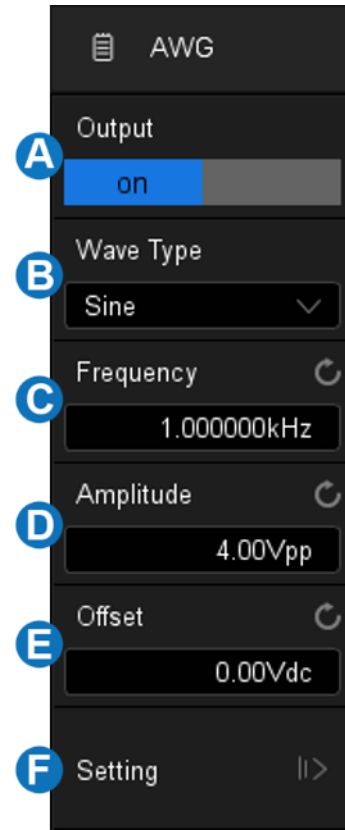 AWG
A
Output
on
B
Wave Type
Sine
C
Frequency
1.000000kHz
D
Amplitude
4.00Vpp
E
Offset
0.00Vdc
F
Setting